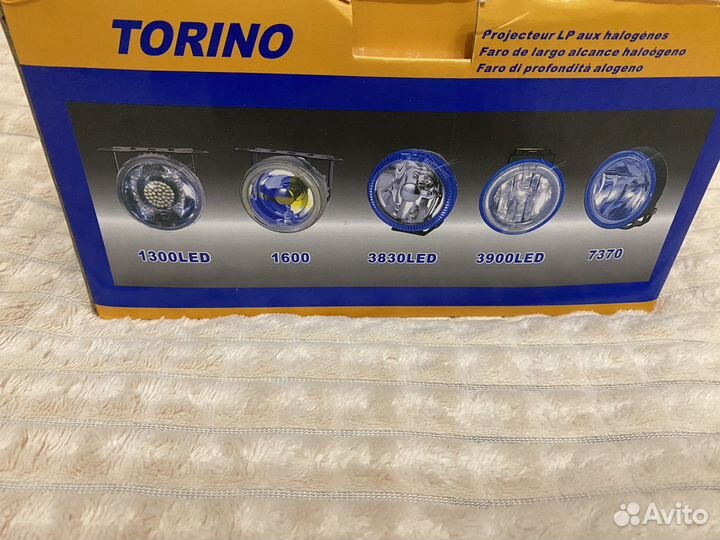 TORINO
Projecteur LP aux halogènes
Faro de largo alcance haloógeno
Faro di profondità alogeno
1300LED 1600 3830LED 3900LED 7370
Avito